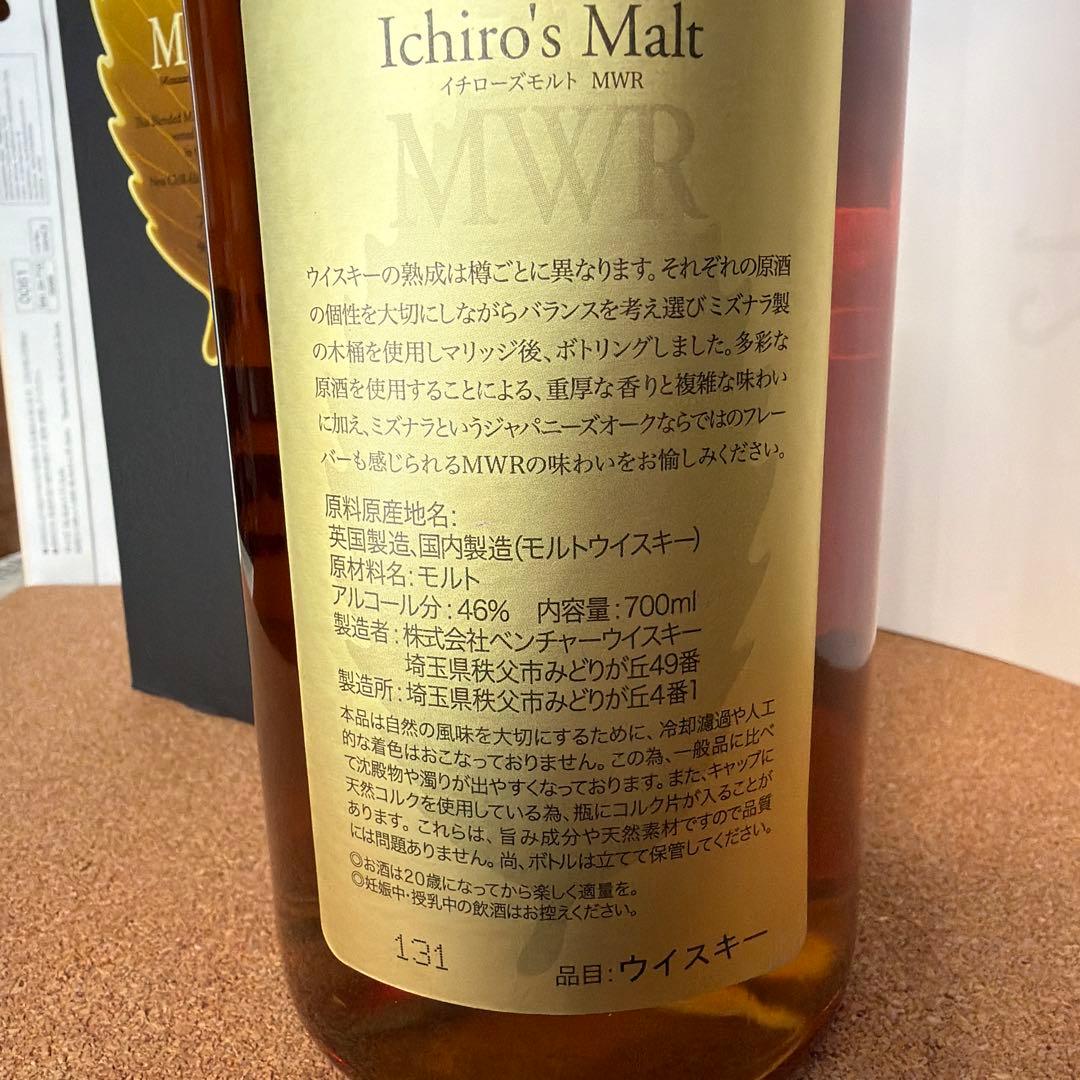 Ichiro's Malt
イチローズモルト MWR
MWR
ウイスキーの熟成は樽ごとに異なります。それぞれの原酒
の個性を大切にしながらバランスを考え選びミズナラ製
の木桶を使用しマリッジ後、ボトリングしました。多彩な
原酒を使用することによる、重厚な香りと複雑な味わい
に加え、ミズナラというジャパニーズオークならではのフレー
バーも感じられるMWRの味わいをお愉しみください。
原料原産地名:
英国製造、国内製造(モルトウイスキー)
原材料名:モルト
アルコール分:46% 内容量:700ml
製造者:株式会社ベンチャーウイスキー
埼玉県秩父市みどりが丘49番
製造所:埼玉県秩父市みどりが丘4番1
本品は自然の風味を大切にするために、冷却濾過や人工
的な着色はおこなっておりません。この為、一般品に比べ
て沈殿物や濁りが出やすくなっております。また、キャップに
天然コルクを使用している為、瓶にコルク片が入ることが
あります。これらは、旨み成分や天然素材ですので品質
には問題ありません。尚、ボトルは立てて保管してください。
◎お酒は20歳になってから楽しく適量を。
◎妊娠中・授乳中の飲酒はお控えください。
131
品目:ウイスキー
M